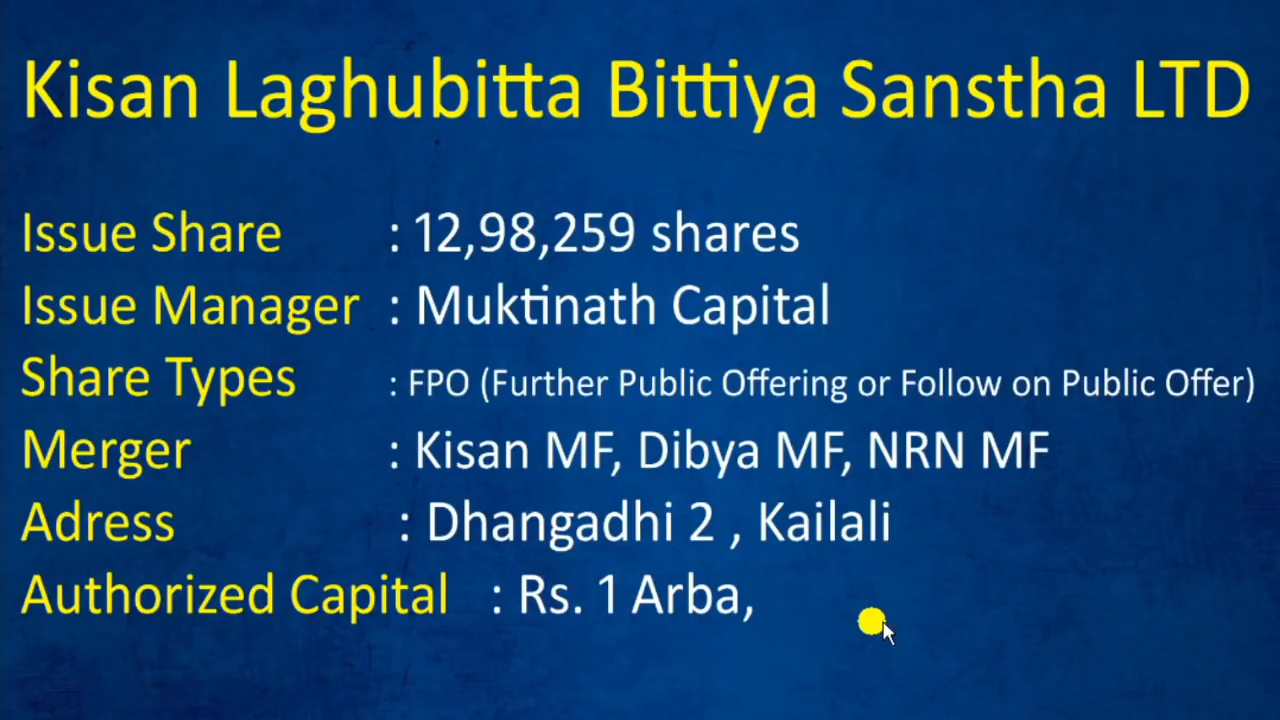 Kisan Laghubitta Bittiya Sanstha LTD
Issue Share : 12,98,259 shares
Issue Manager : Muktinath Capital
Share Types : FPO (Further Public Offering or Follow on Public Offer)
Merger : Kisan MF, Dibya MF, NRN MF
Adress : Dhangadhi 2 , Kailali
Authorized Capital : Rs. 1 Arba,